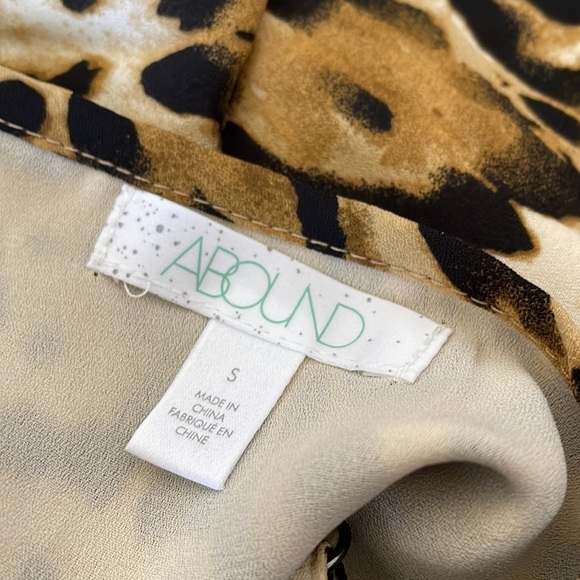 ABOUND
S
MADE IN
CHINA
FABRIQUÉ EN
CHINE